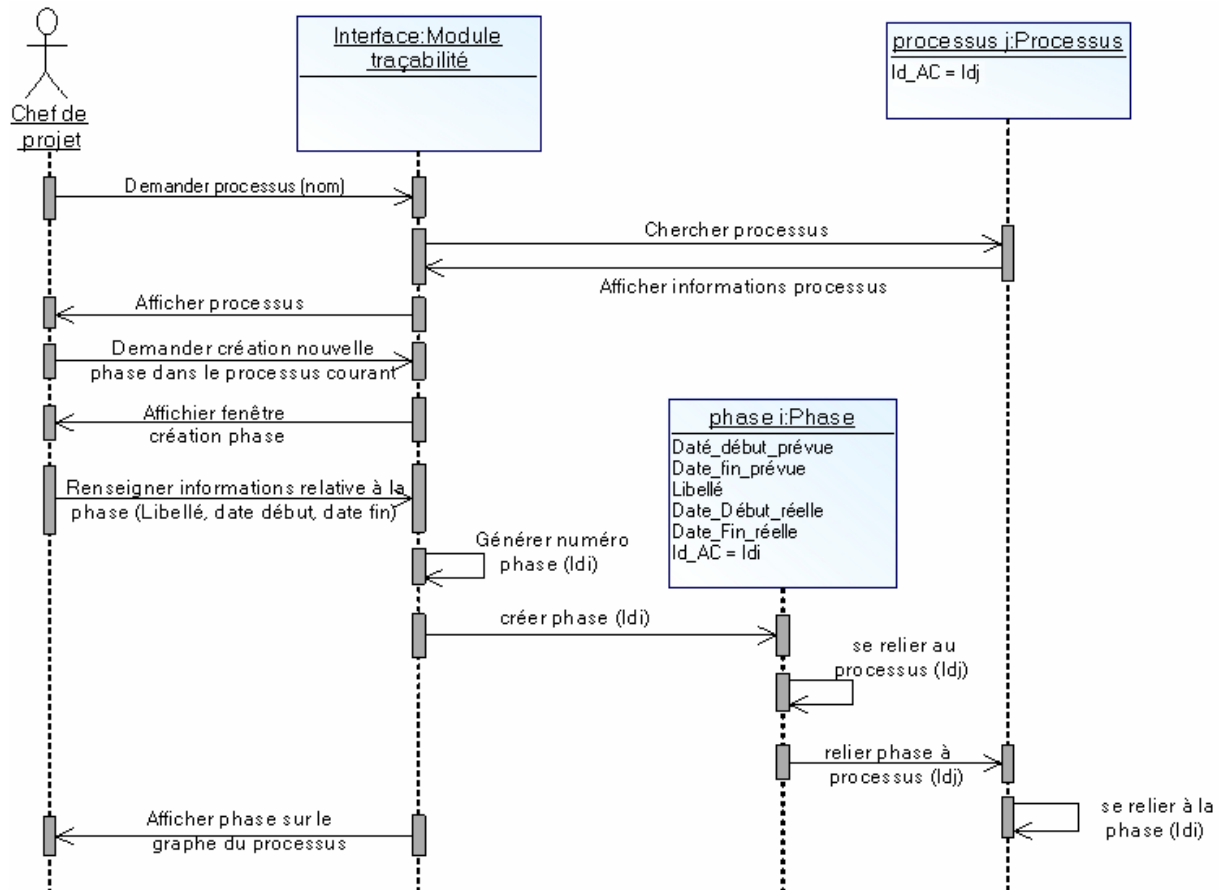 Interface:Module
traçabilité
processus j:Processus
Id_AC = Idj
Chef de
projet
Demander processus (nom)
Chercher processus
Afficher informations processus
Afficher processus
Demander création nouvelle
phase dans le processus courant
Affichier fenêtre
création phase
phase i:Phase
Daté_début_prévue
Date_fin_prévue
Libellé
Date_Début_réelle
Date_Fin_réelle
Id_AC = Idi
Renseigner informations relative à la
phase (Libellé, date début, date fin)
Générer numéro
phase (Idi)
créer phase (Idi)
se relier au
processus (Idj)
relier phase à
processus (Idj)
se relier à la
phase (Idi)
Afficher phase sur le
graphe du processus